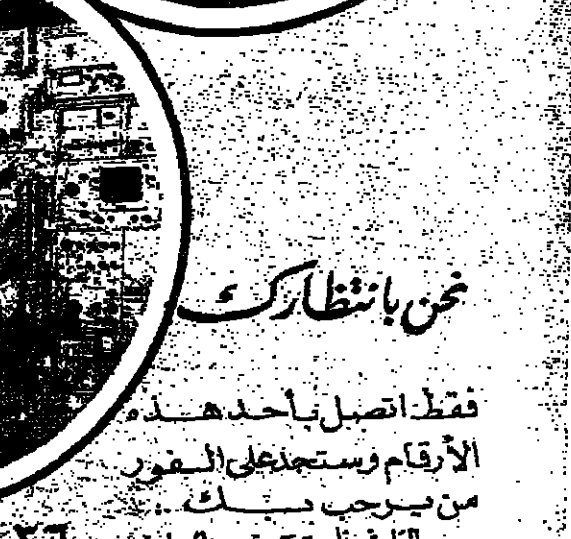 نحن بانتظارك
فقط اتصل بأحد هذه
الأرقام وستجد على الفور
من يرحب بك ..